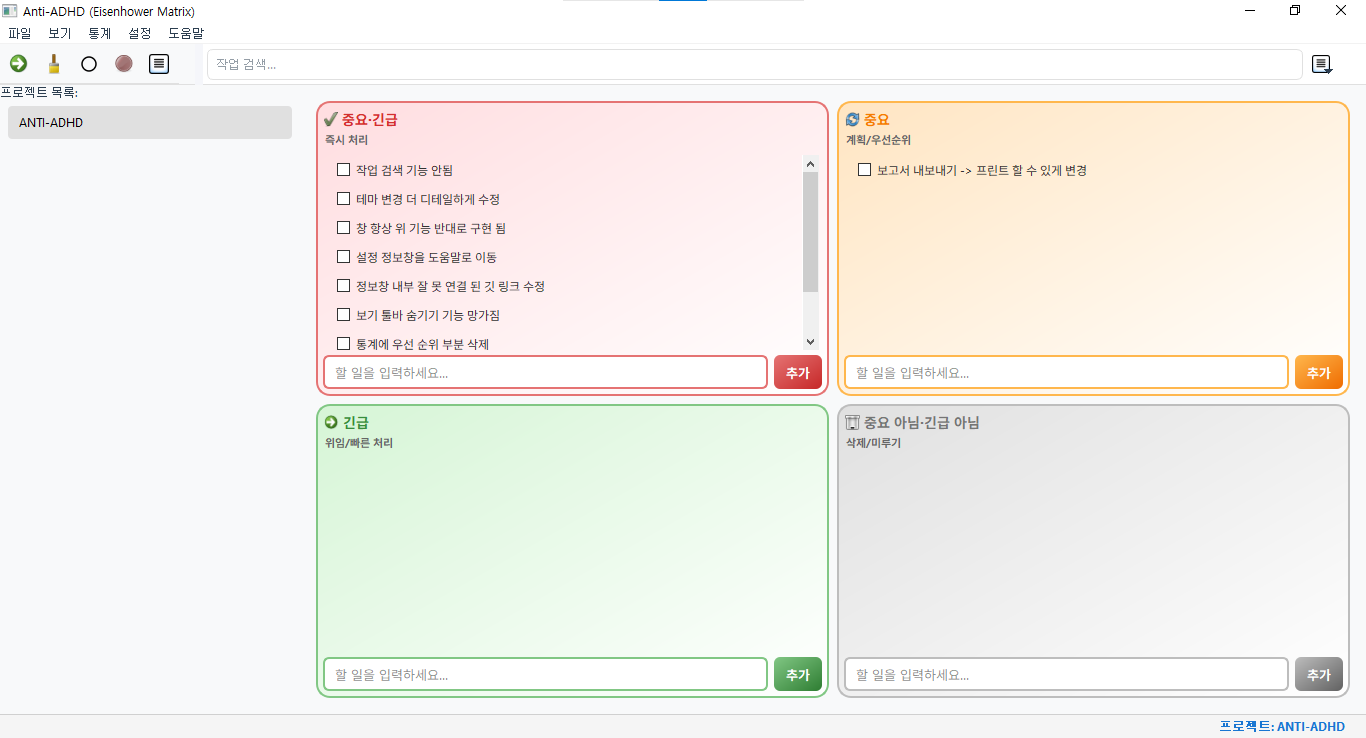 Anti-ADHD (Eisenhower Matrix)
파일 보기 통계 설정 도움말
작업 검색...
프로젝트 목록:
ANTI-ADHD
중요·긴급
즉시 처리
작업 검색 기능 안됨
테마 변경 더 디테일하게 수정
창 항상 위 기능 반대로 구현 됨
설정 정보창을 도움말로 이동
정보창 내부 잘 못 연결 된 깃 링크 수정
보기 툴바 숨기기 기능 망가짐
통계에 우선 순위 부분 삭제
할 일을 입력하세요... 추가
중요
계획/우선순위
보고서 내보내기 -> 프린트 할 수 있게 변경
할 일을 입력하세요... 추가
긴급
위임/빠른 처리
할 일을 입력하세요... 추가
중요 아님·긴급 아님
삭제/미루기
할 일을 입력하세요... 추가
프로젝트: ANTI-ADHD